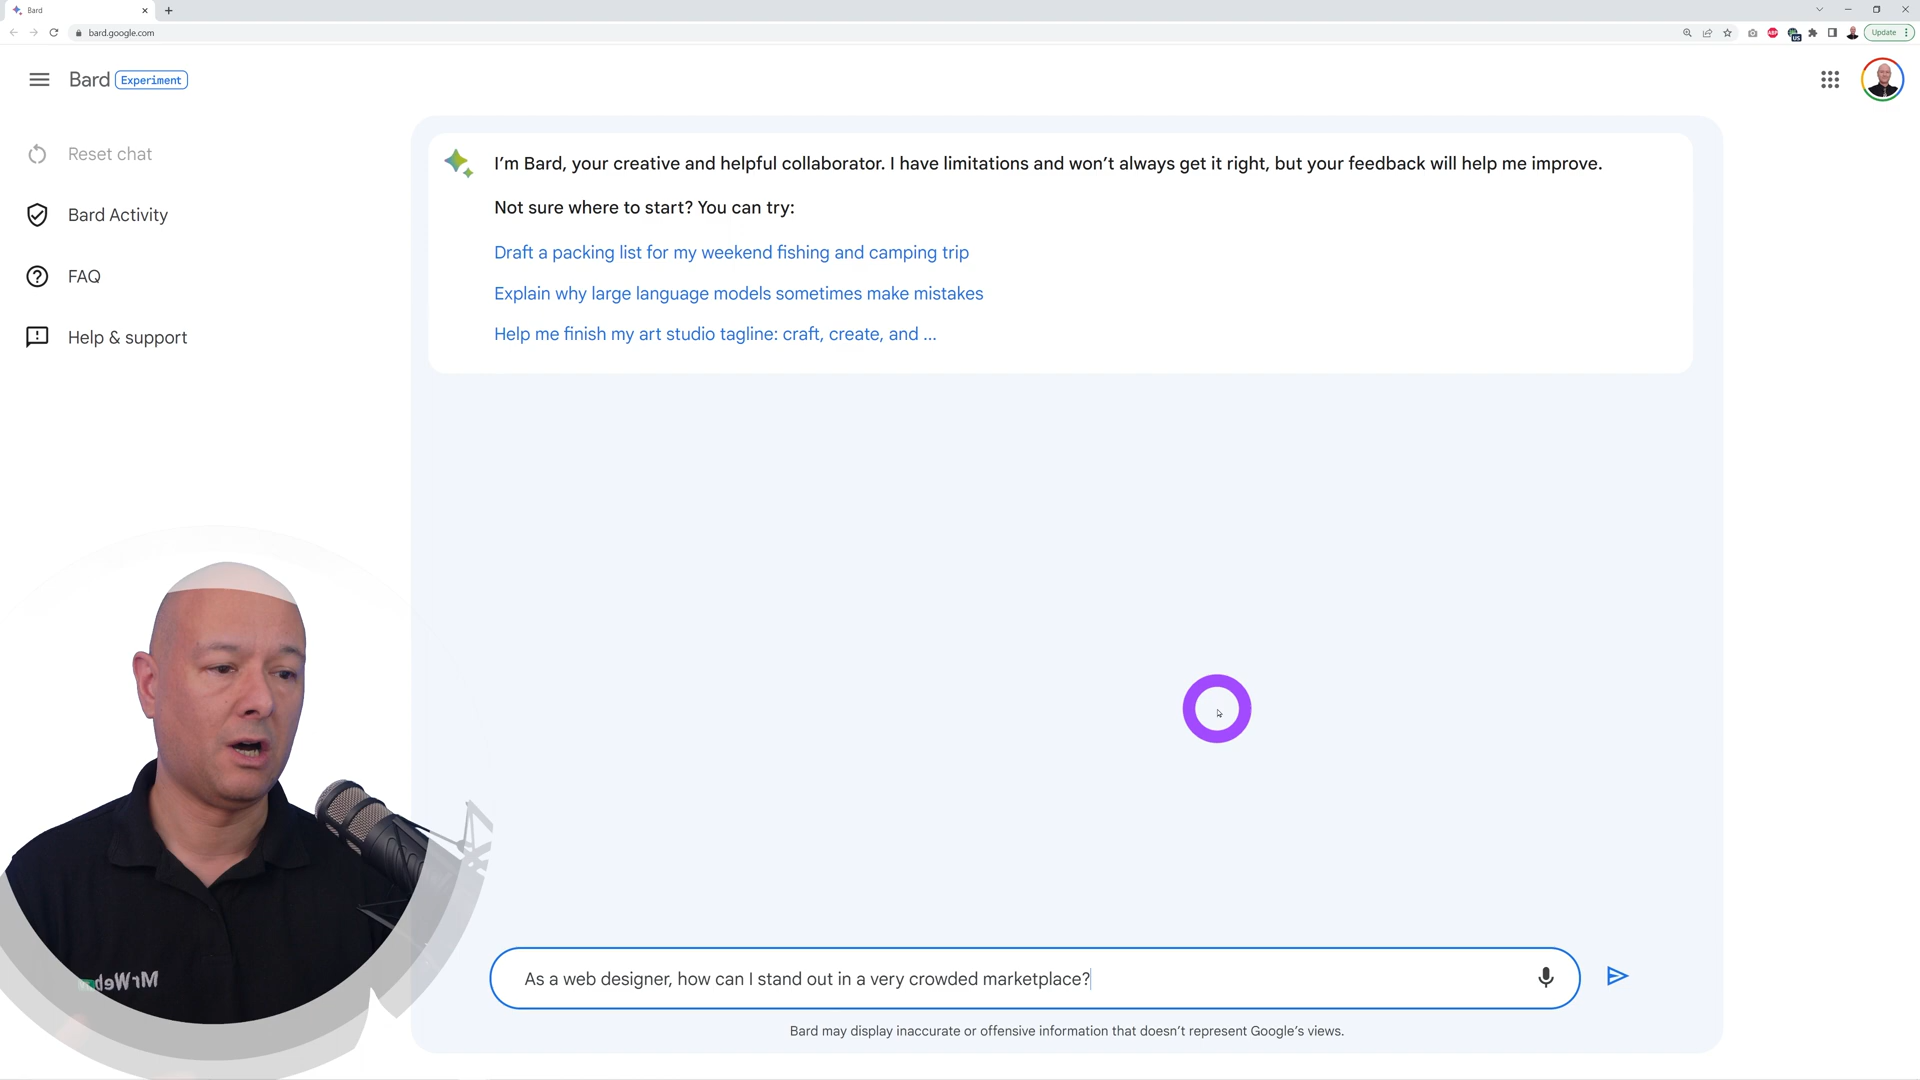 Bard
bard.google.com
Update
Bard Experiment
Reset chat
Bard Activity
FAQ
Help & support
I'm Bard, your creative and helpful collaborator. I have limitations and won't always get it right, but your feedback will help me improve.
Not sure where to start? You can try:
Draft a packing list for my weekend fishing and camping trip
Explain why large language models sometimes make mistakes
Help me finish my art studio tagline: craft, create, and ...
As a web designer, how can I stand out in a very crowded marketplace?
Bard may display inaccurate or offensive information that doesn't represent Google's views.
MrWeb